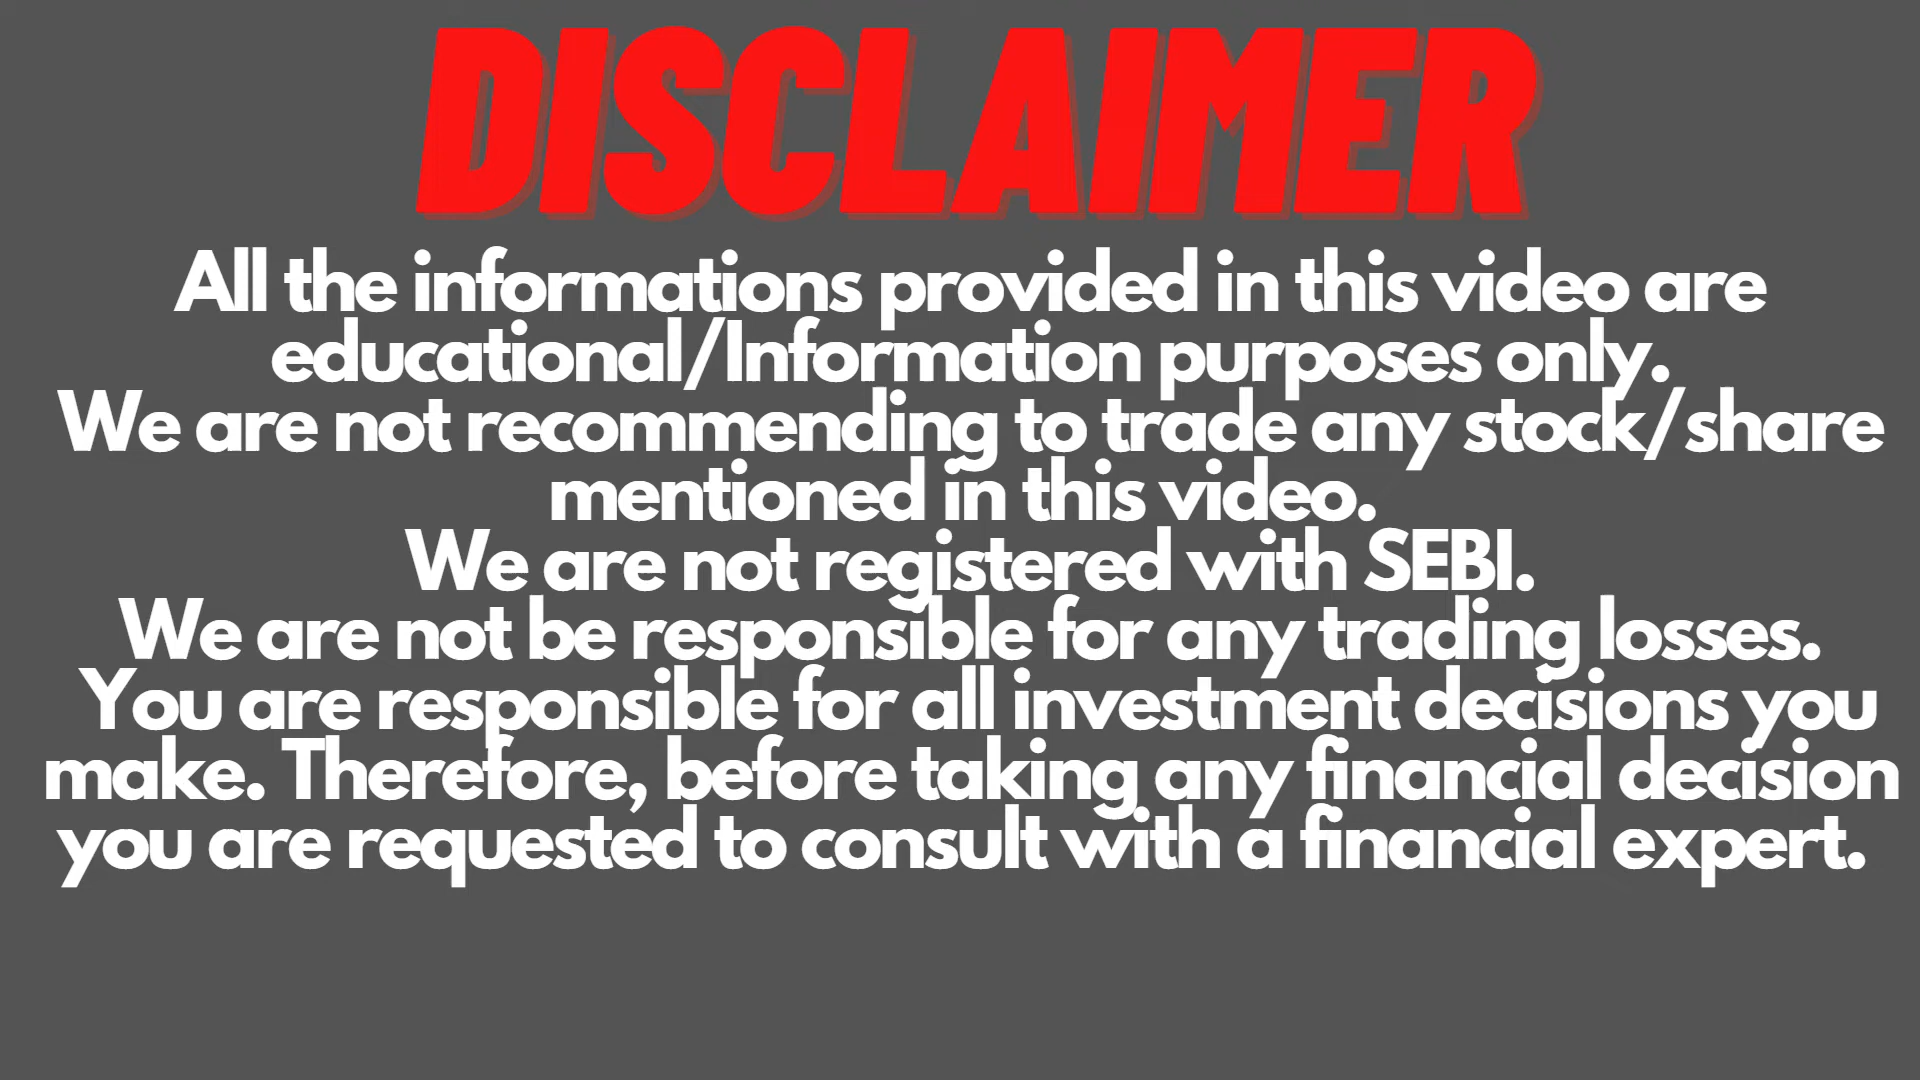 DISCLAIMER
All the informations provided in this video are
educational/Information purposes only.
We are not recommending to trade any stock/share
mentioned in this video.
We are not registered with SEBI.
We are not be responsible for any trading losses.
You are responsible for all investment decisions you
make. Therefore, before taking any financial decision
you are requested to consult with a financial expert.